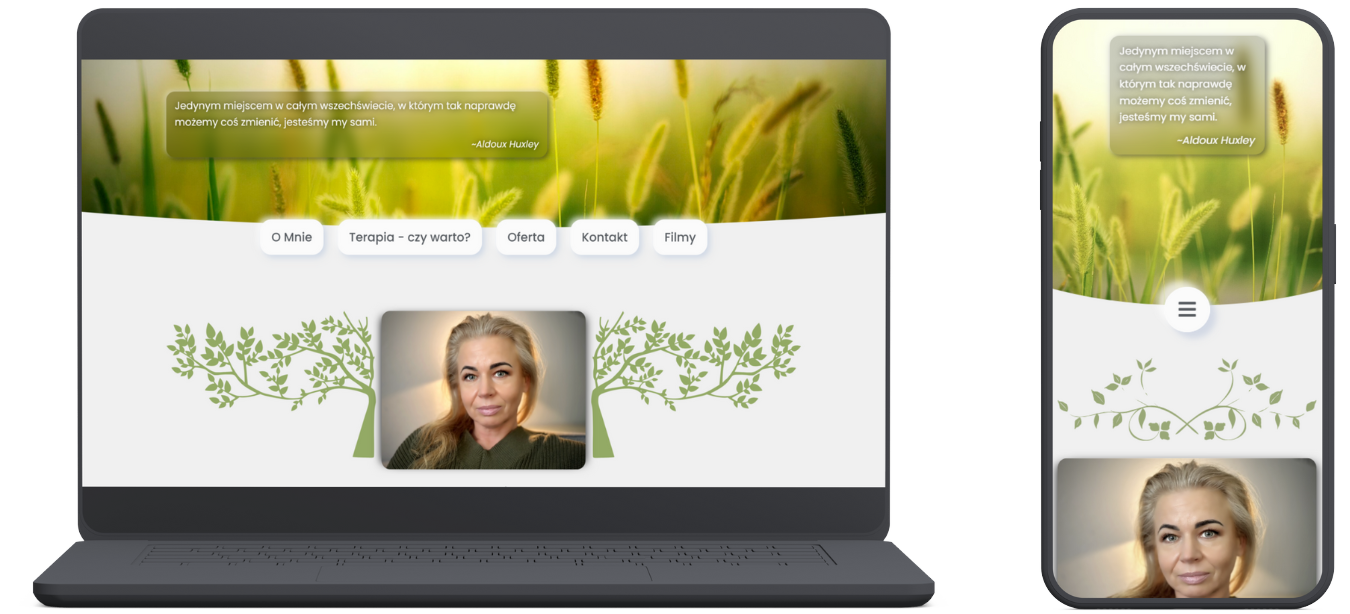 Jedynym miejscem w całym wszechświecie, w którym tak naprawdę
możemy coś zmienić, jesteśmy my sami.
~Aldoux Huxley
O Mnie
Terapia - czy warto?
Oferta
Kontakt
Filmy
Jedynym miejscem w
całym wszechświecie, w
którym tak naprawdę
możemy coś zmienić,
jesteśmy my sami.
~Aldoux Huxley